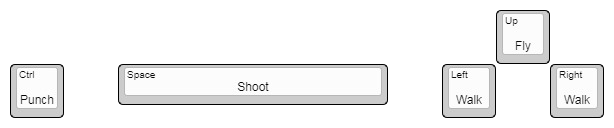 Up
Fly
Ctrl
Punch
Space
Shoot
Left
Walk
Right
Walk